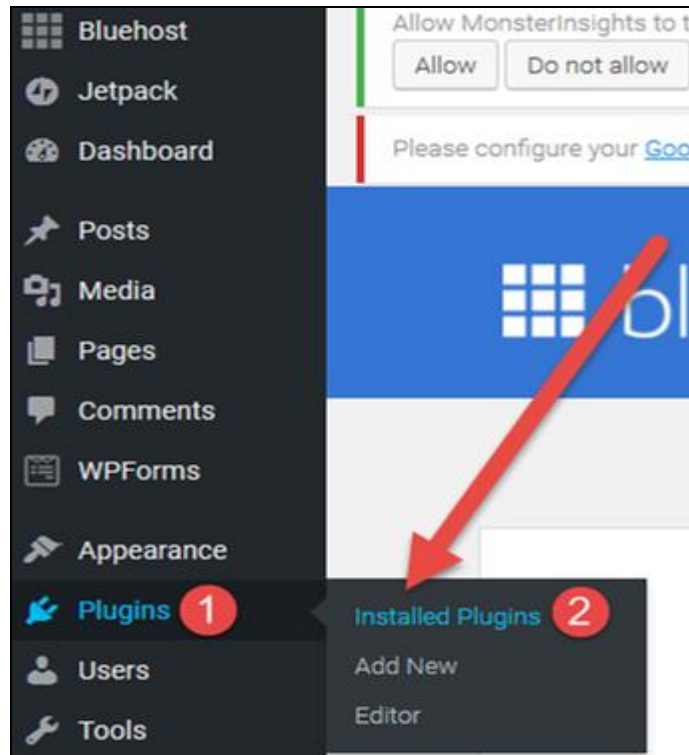 Bluehost
Jetpack
Dashboard
Posts
Media
Pages
Comments
WPForms
Appearance
Plugins 1
Users
Tools
Allow MonsterInsights to t
Allow Do not allow
Please configure your Goo
bl
Installed Plugins 2
Add New
Editor